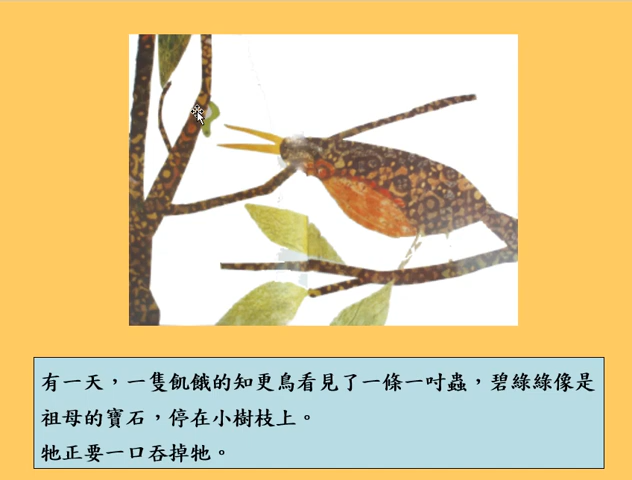 有一天，一隻飢餓的知更鳥看見了一條一吋蟲，碧綠綠像是
祖母的寶石，停在小樹枝上。
牠正要一口吞掉牠。